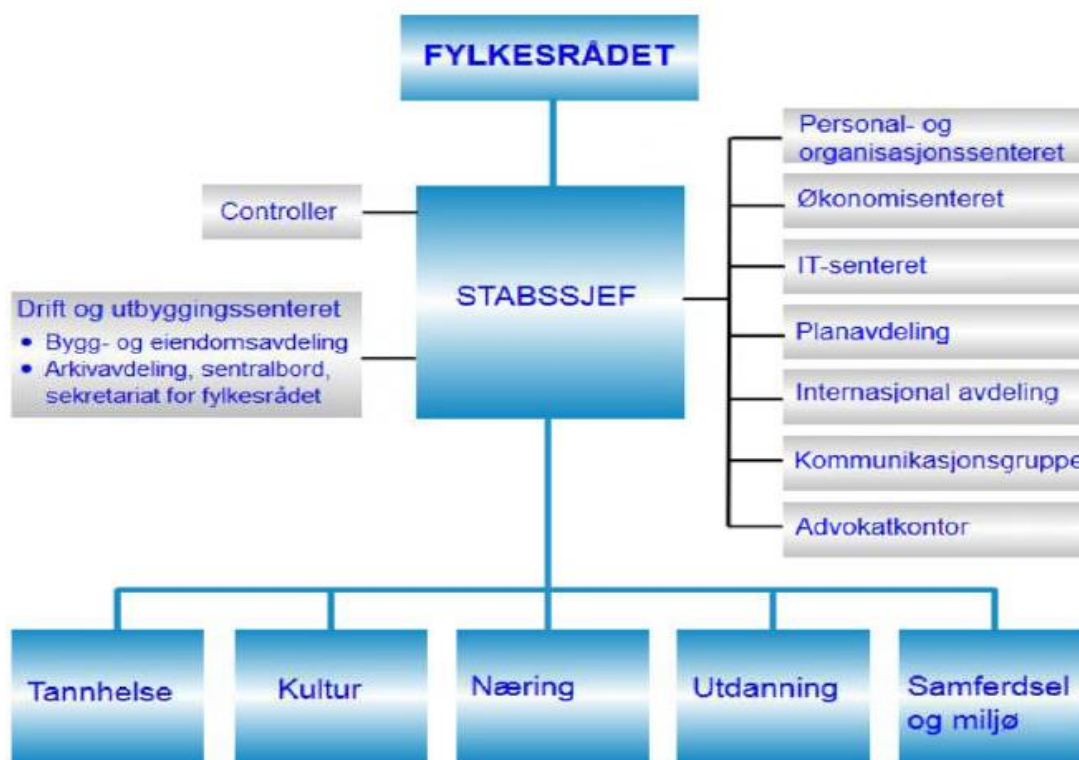 FYLKESRÅDET
Controller
STABSSJEF
Drift og utbyggingssenteret
• Bygg- og eiendomsavdeling
• Arkivavdeling, sentralbord,
sekretariat for fylkesrådet
Personal- og
organisasjonssenteret
Økonomisenteret
IT-senteret
Planavdeling
Internasjonal avdeling
Kommunikasjonsgruppe
Advokatkontor
Tannhelse
Kultur
Næring
Utdanning
Samferdsel
og miljø